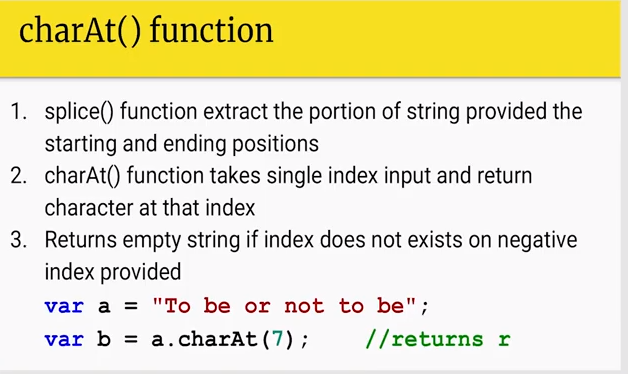 charAt() function
1. splice() function extract the portion of string provided the
starting and ending positions
2. charAt() function takes single index input and return
character at that index
3. Returns empty string if index does not exists on negative
index provided
var a = "To be or not to be";
var b = a.charAt(7); //returns r